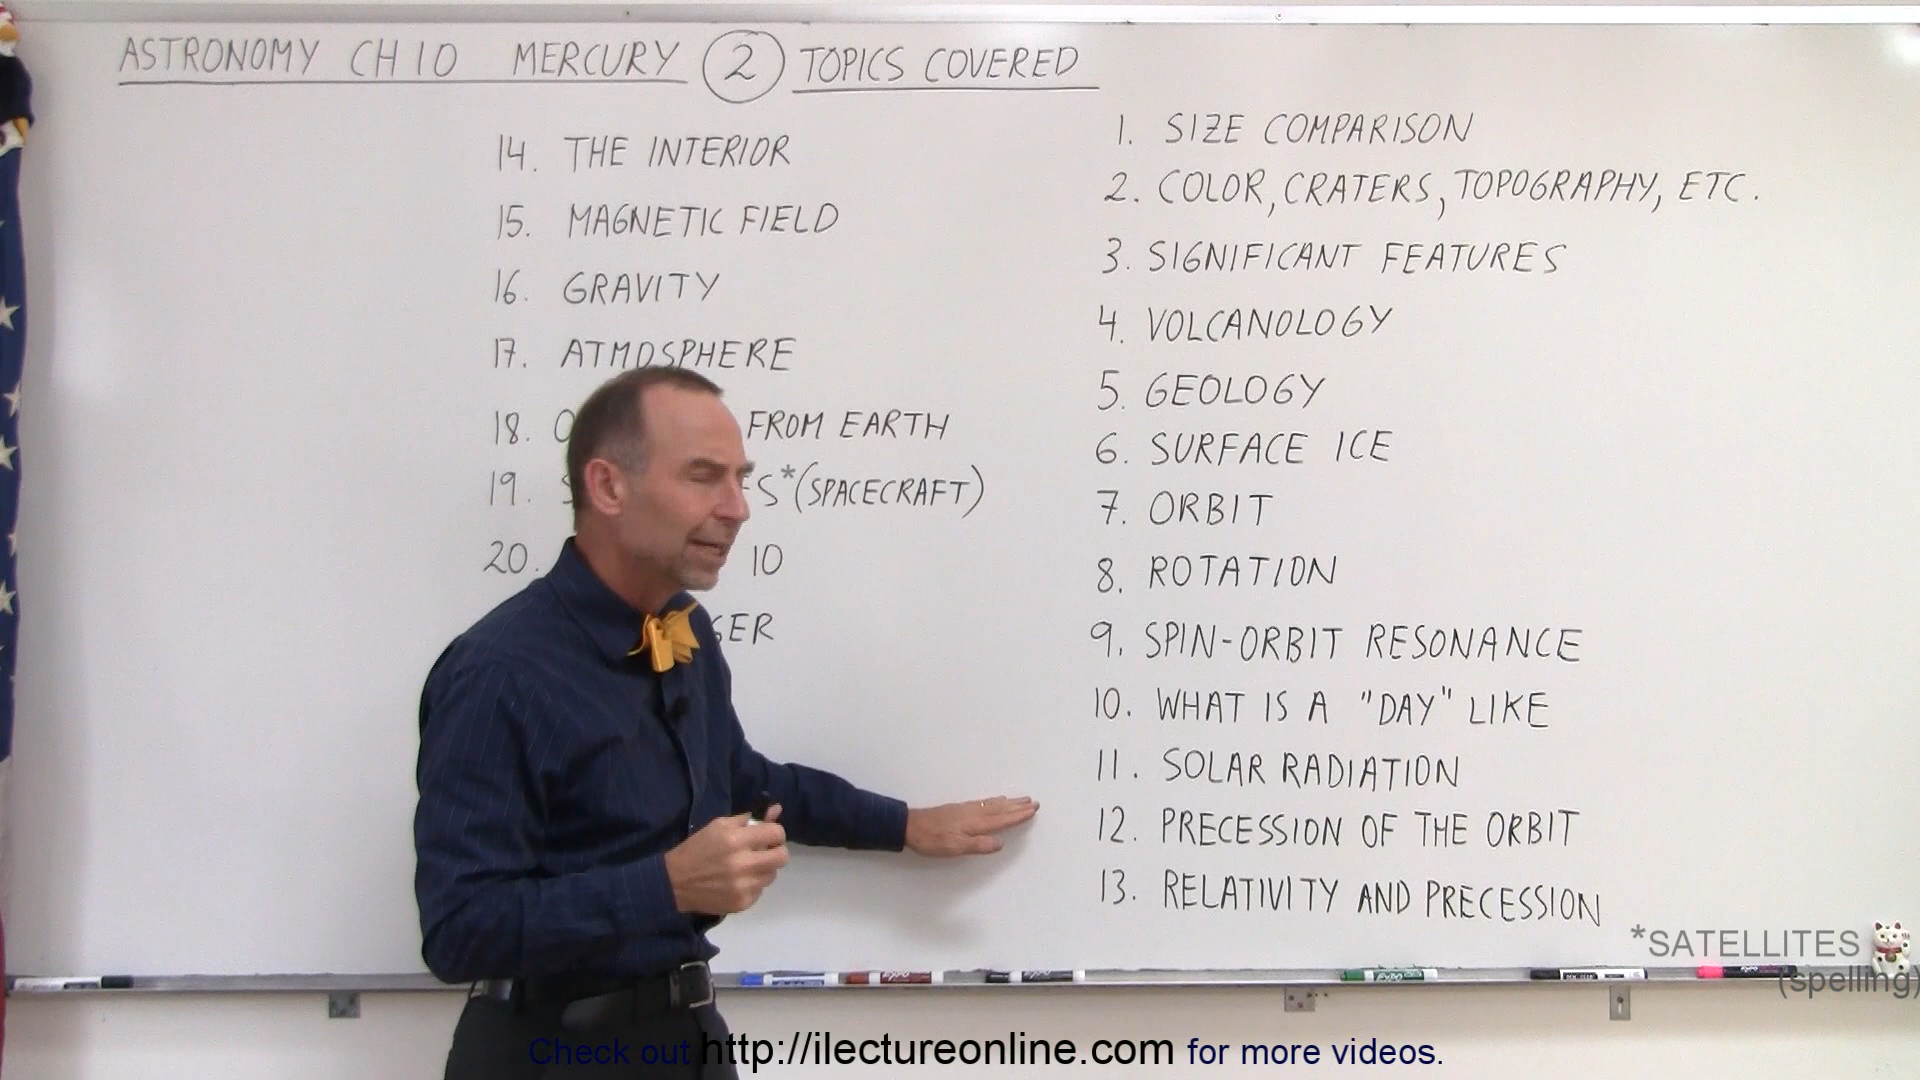 ASTRONOMY CH 10 MERCURY 2 TOPICS COVERED
14. THE INTERIOR
15. MAGNETIC FIELD
16. GRAVITY
17. ATMOSPHERE
18. FROM EARTH
19. (SPACECRAFT)
20. 10
1. SIZE COMPARISON
2. COLOR, CRATERS, TOPOGRAPHY, ETC.
3. SIGNIFICANT FEATURES
4. VOLCANOLOGY
5. GEOLOGY
6. SURFACE ICE
7. ORBIT
8. ROTATION
9. SPIN-ORBIT RESONANCE
10. WHAT IS A "DAY" LIKE
11. SOLAR RADIATION
12. PRECESSION OF THE ORBIT
13. RELATIVITY AND PRECESSION
*SATELLITES
(spelling)
EXPO
Check out http://ilectureonline.com for more videos.